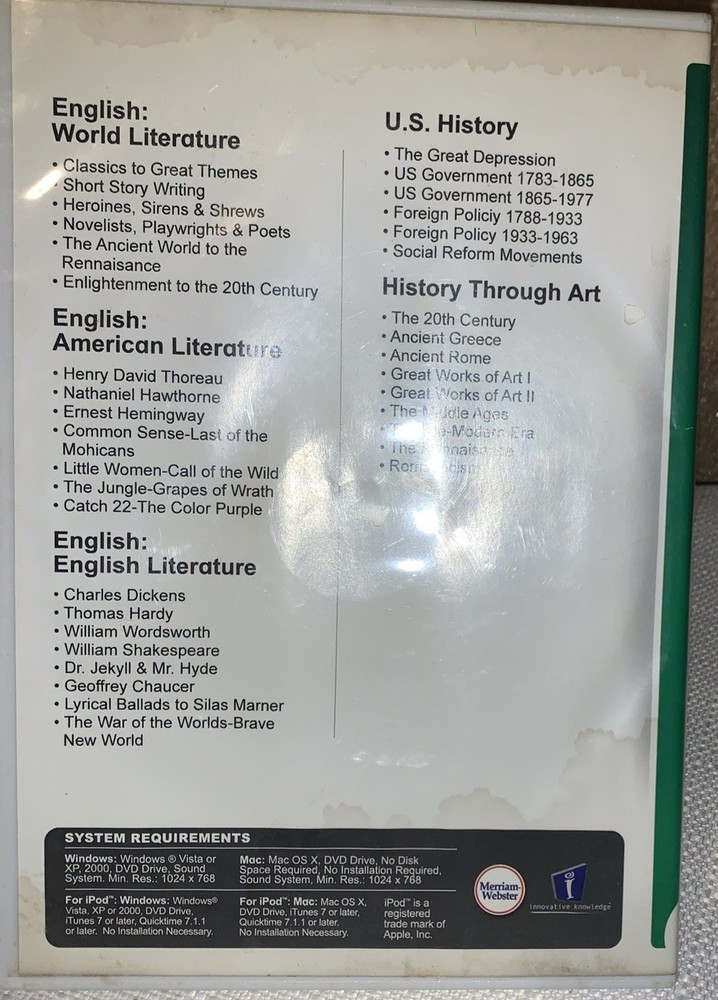 English:
World Literature
• Classics to Great Themes
• Short Story Writing
• Heroines, Sirens & Shrews
• Novelists, Playwrights & Poets
• The Ancient World to the
Rennaisance
• Enlightenment to the 20th Century
English:
American Literature
• Henry David Thoreau
• Nathaniel Hawthorne
• Ernest Hemingway
• Common Sense-Last of the
Mohicans
• Little Women-Call of the Wild
• The Jungle-Grapes of Wrath
• Catch 22-The Color Purple
English:
English Literature
• Charles Dickens
• Thomas Hardy
• William Wordsworth
• William Shakespeare
• Dr. Jekyll & Mr. Hyde
• Geoffrey Chaucer
• Lyrical Ballads to Silas Marner
• The War of the Worlds-Brave
New World
U.S. History
• The Great Depression
• US Government 1783-1865
• US Government 1865-1977
• Foreign Policiy 1788-1933
• Foreign Policy 1933-1963
• Social Reform Movements
History Through Art
• The 20th Century
• Ancient Greece
• Ancient Rome
• Great Works of Art I
• Great Works of Art II
• The Middle Ages
• Era
• The
SYSTEM REQUIREMENTS
Windows: Windows ® Vista or
XP, 2000, DVD Drive, Sound
System. Min. Res.: 1024 x 768
Mac: Mac OS X, DVD Drive, No Disk
Space Required, No Installation Required,
Sound System, Min. Res.: 1024 x 768
For iPod™: Windows: Windows®
Vista, XP or 2000, DVD Drive,
iTunes 7 or later, Quicktime 7.1.1
or later. No Installation Necessary.
For iPod™: Mac: Mac OS X,
DVD Drive, iTunes 7 or later,
Quicktime 7.1.1 or later.
No Installation Necessary.
iPod™ is a
registered
trade mark of
Apple, Inc.
Merriam-
Webster
i
innovative knowledge™